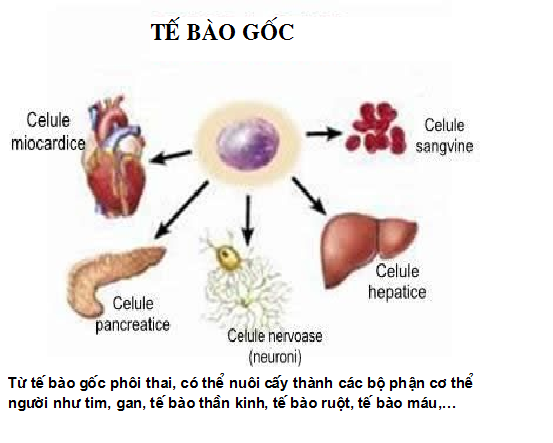 TẾ BÀO GỐC
Celule
miocardice
Celule
sangvine
Celule
pancreatice
Celule nervoase
(neuroni)
Celule
hepatice
Từ tế bào gốc phôi thai, có thể nuôi cấy thành các bộ phận cơ thể
người như tim, gan, tế bào thần kinh, tế bào ruột, tế bào máu,...